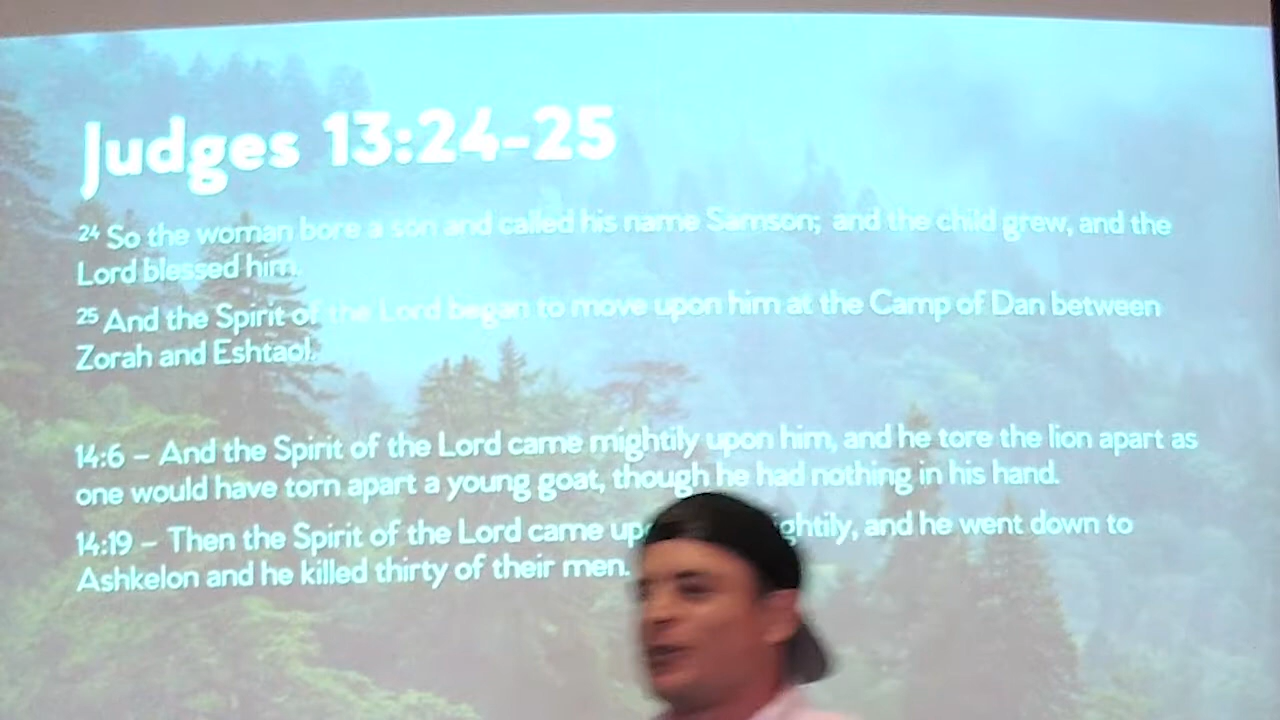 Judges 13:24-25
24 So the woman bore a son and called his name Samson; and the child grew, and the
Lord blessed him.
25 And the Spirit of the Lord began to move upon him at the Camp of Dan between
Zorah and Eshtaol.
14:6 – And the Spirit of the Lord came mightily upon him, and he tore the lion apart as
one would have torn apart a young goat, though he had nothing in his hand.
14:19 – Then the Spirit of the Lord came and he went down to
Ashkelon and he killed thirty of their men.